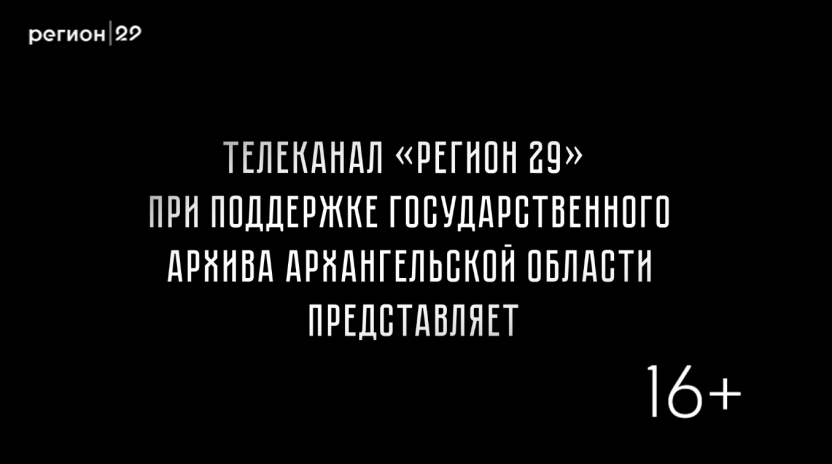 регион|29
ТЕЛЕКАНАЛ «РЕГИОН 29»
ПРИ ПОДДЕРЖКЕ ГОСУДАРСТВЕННОГО
АРХИВА АРХАНГЕЛЬСКОЙ ОБЛАСТИ
ПРЕДСТАВЛЯЕТ
16+